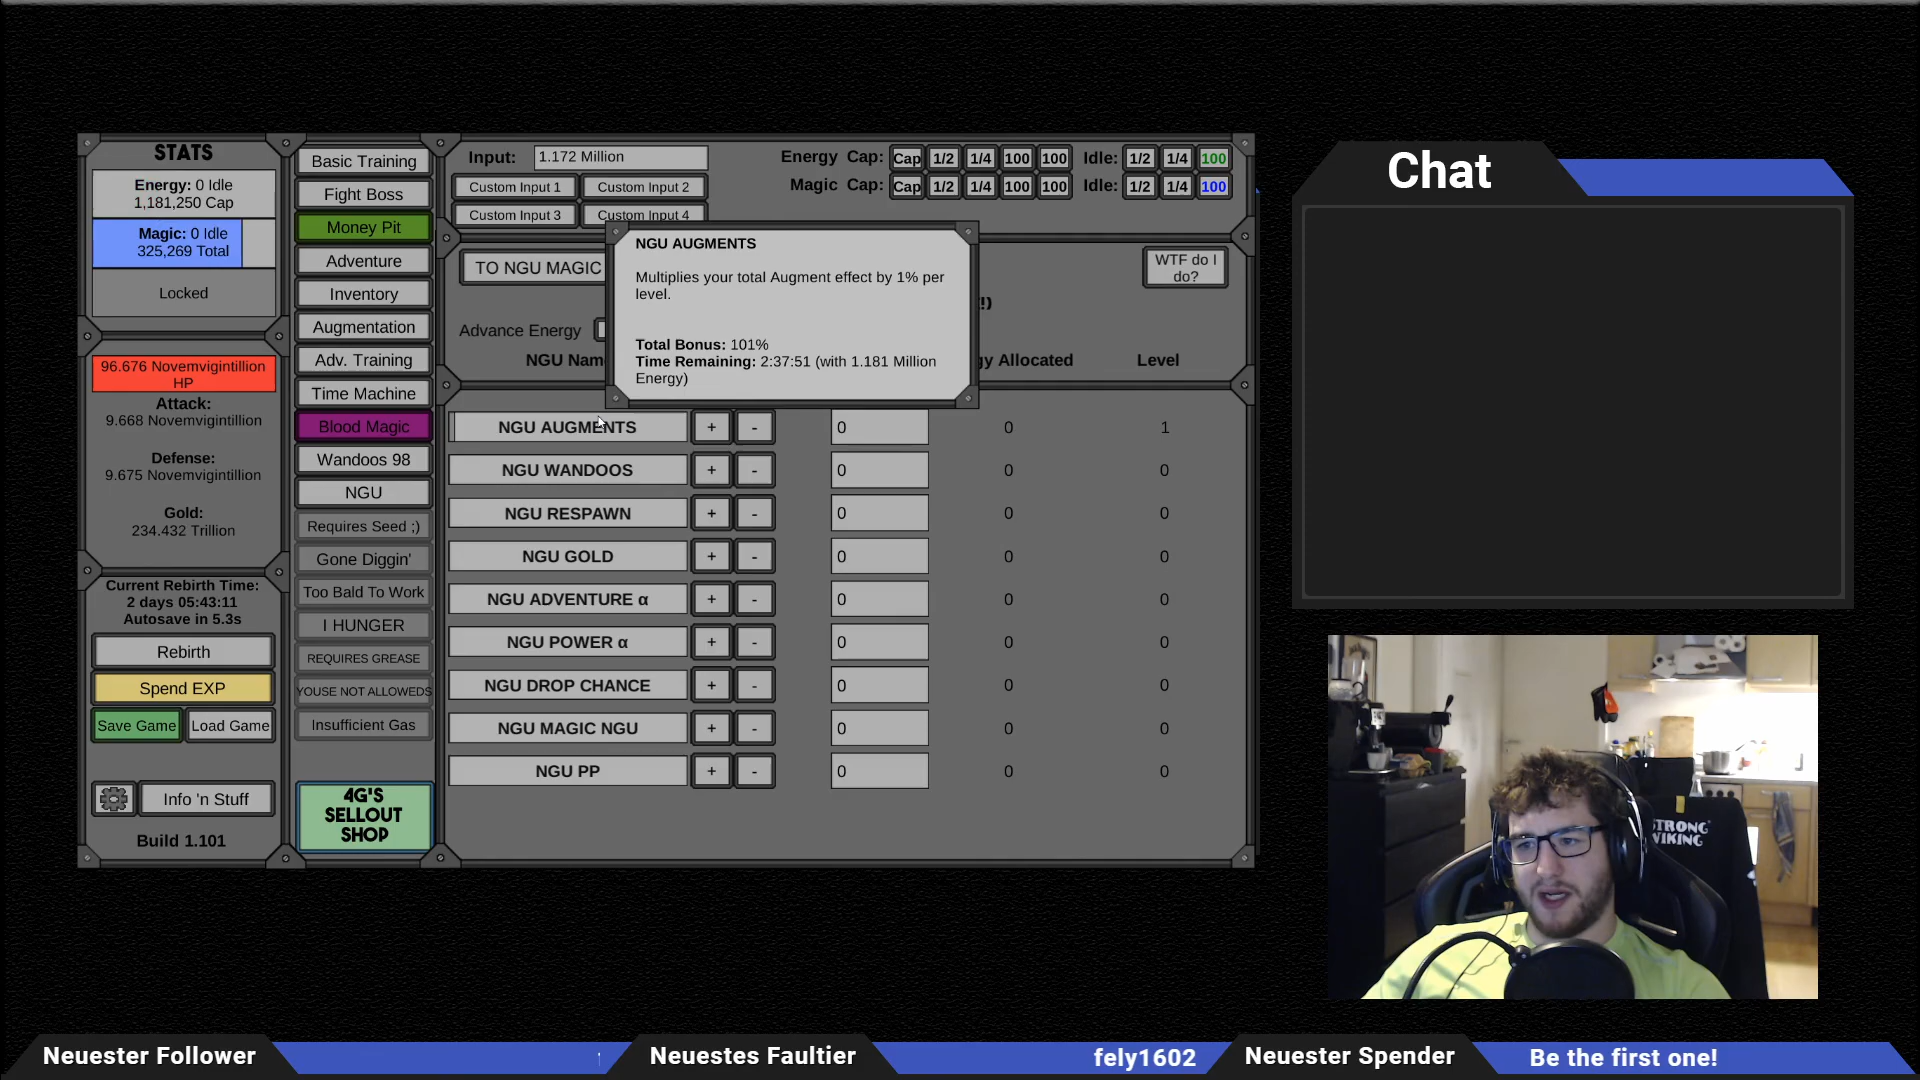 STATS
Energy: 0 Idle
1,181,250 Cap
Magic: 0 Idle
325,269 Total
Locked
96.676 Novemvigintillion
HP
Attack:
9.668 Novemvigintillion
Defense:
9.675 Novemvigintillion
Gold:
234.432 Trillion
Current Rebirth Time:
2 days 05:43:11
Autosave in 5.3s
Rebirth
Spend EXP
Save Game
Load Game
Info 'n Stuff
Build 1.101
Basic Training
Fight Boss
Money Pit
Adventure
Inventory
Augmentation
Adv. Training
Time Machine
Blood Magic
Wandoos 98
NGU
Requires Seed ;)
Gone Diggin'
Too Bald To Work
I HUNGER
REQUIRES GREASE
YOUSE NOT ALLOWEDS
Insufficient Gas
4G'S
SELLOUT
SHOP
Input: 1.172 Million
Custom Input 1 Custom Input 2
Custom Input 3 Custom Input 4
Energy Cap: Cap 1/2 1/4 100 100 Idle: 1/2 1/4 100
Magic Cap: Cap 1/2 1/4 100 100 Idle: 1/2 1/4 100
TO NGU MAGIC
WTF do I
do?
!)
Advance Energy
NGU Nam
gy Allocated
Level
NGU AUGMENTS
Multiplies your total Augment effect by 1% per
level.
Total Bonus: 101%
Time Remaining: 2:37:51 (with 1.181 Million
Energy)
NGU AUGMENTS + - 0 0 1
NGU WANDOOS + - 0 0 0
NGU RESPAWN + - 0 0 0
NGU GOLD + - 0 0 0
NGU ADVENTURE α + - 0 0 0
NGU POWER α + - 0 0 0
NGU DROP CHANCE + - 0 0 0
NGU MAGIC NGU + - 0 0 0
NGU PP + - 0 0 0
Chat
STRONG
VIKING
Neuester Follower
Neuestes Faultier
fely1602
Neuester Spender
Be the first one!